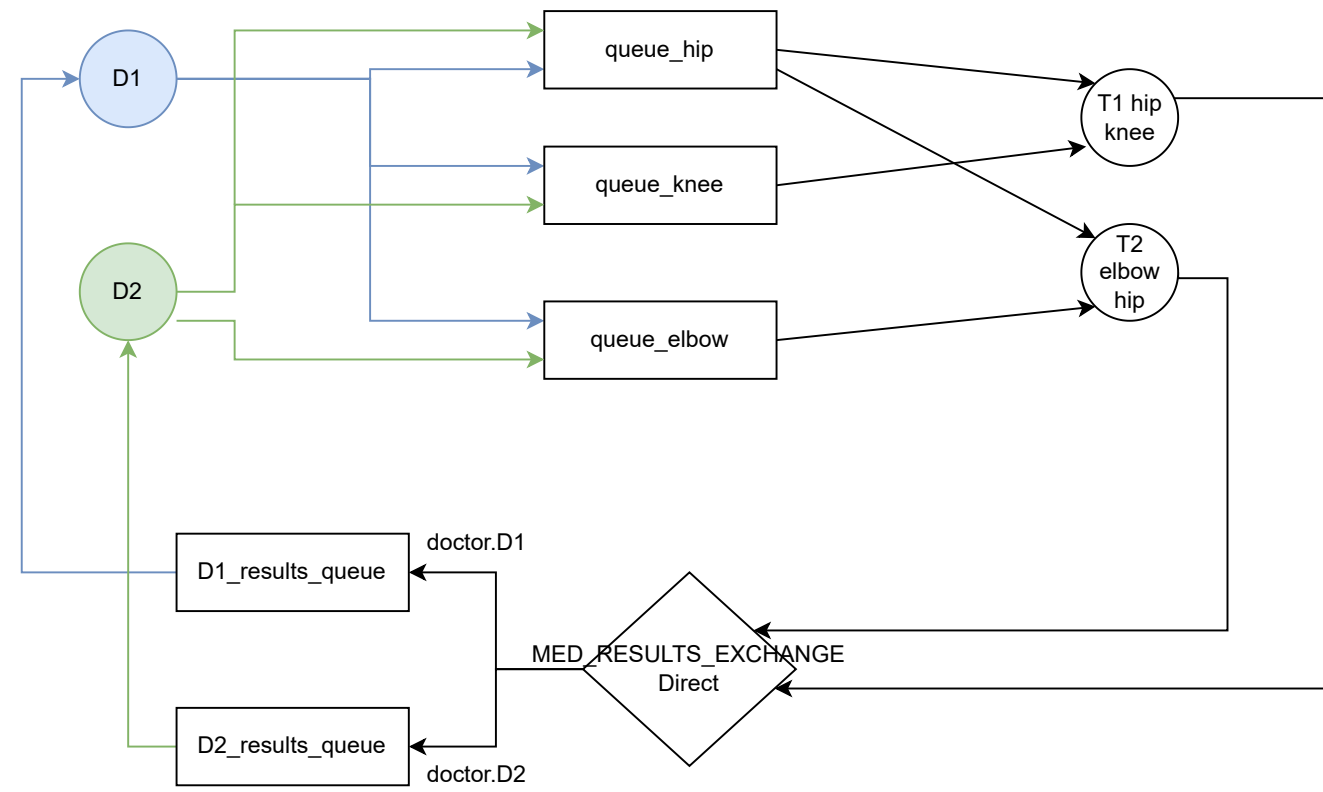 queue_hip
D1
T1 hip
knee
queue_knee
T2
elbow
hip
D2
queue_elbow
doctor.D1
D1_results_queue
MED_RESULTS_EXCHANGE
Direct
D2_results_queue
doctor.D2